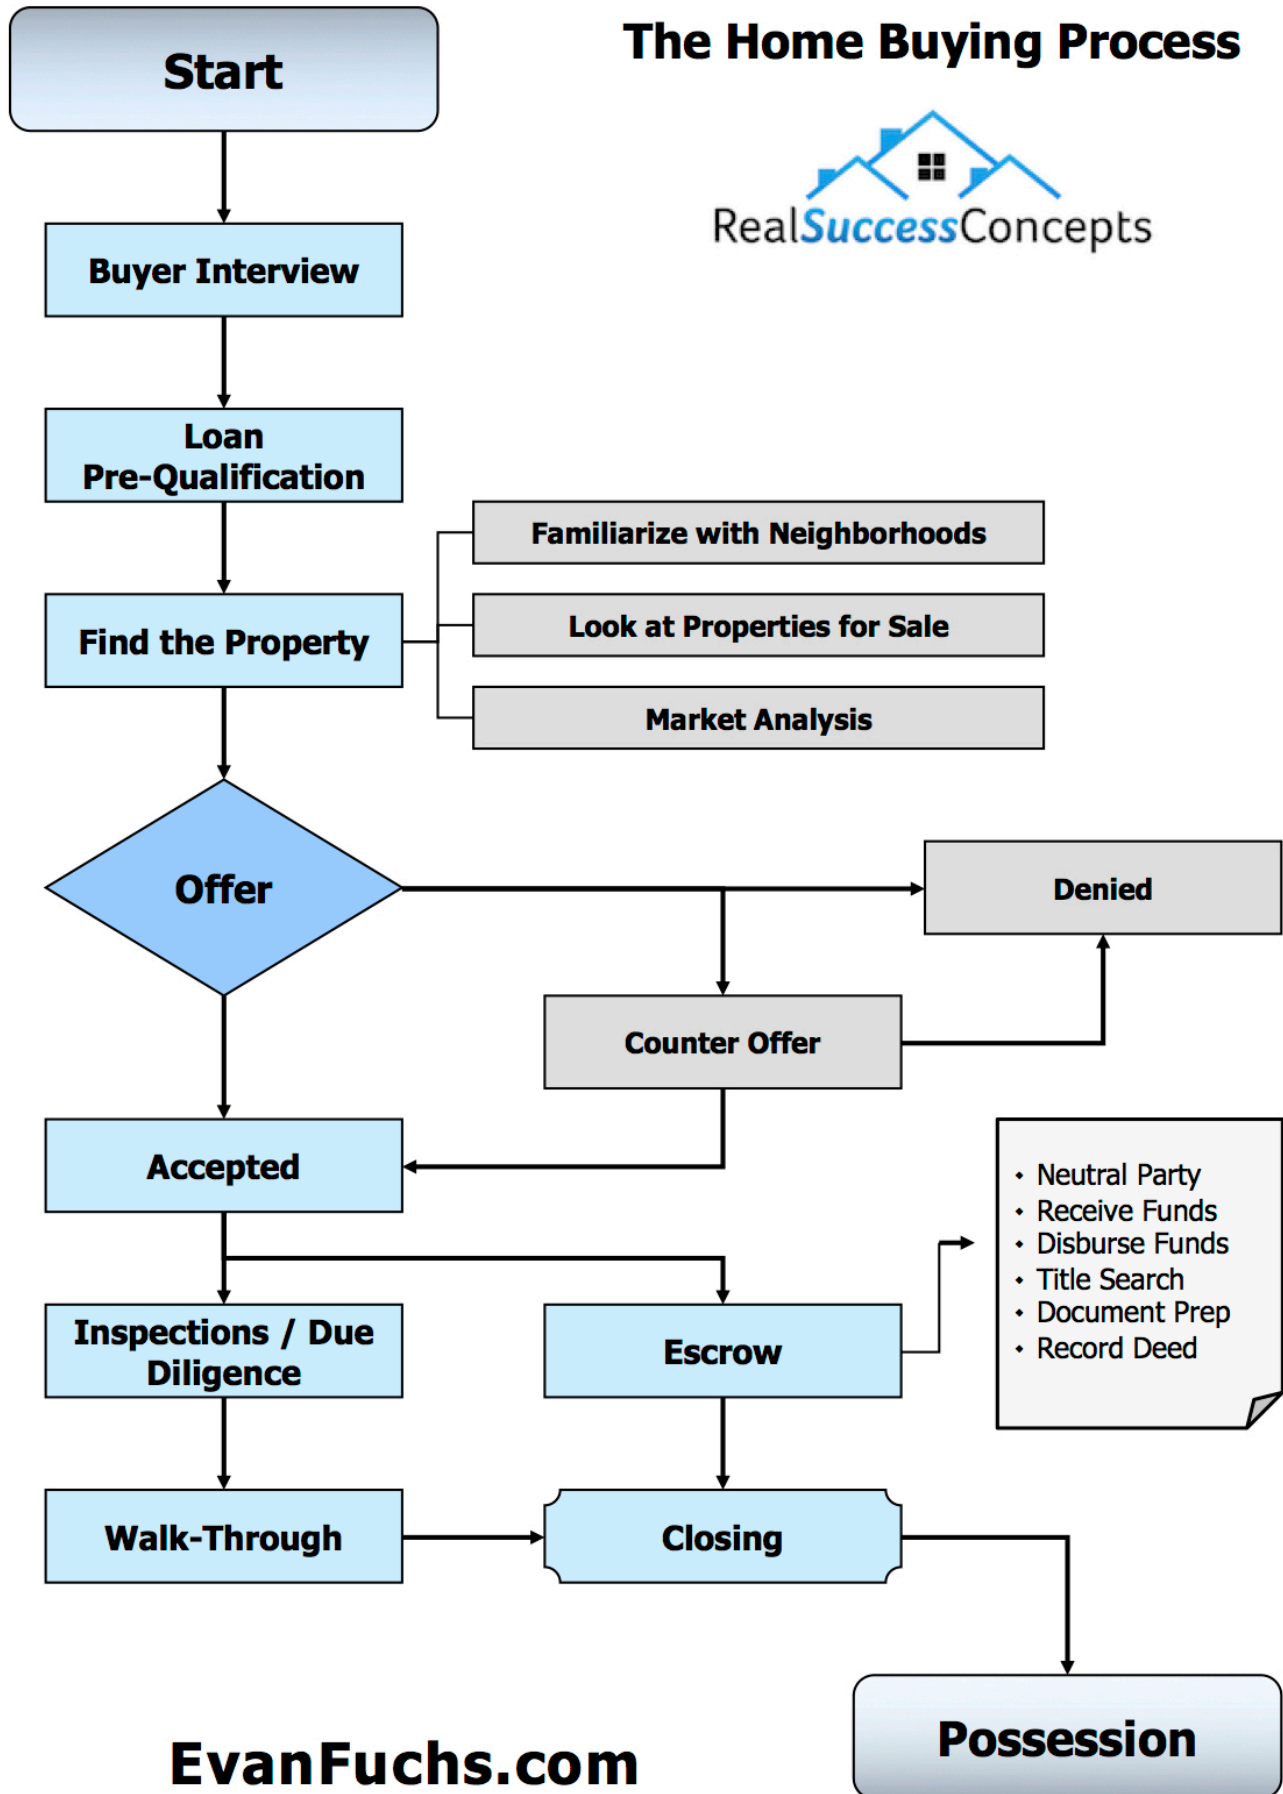 Start
The Home Buying Process
RealSuccessConcepts
Buyer Interview
Loan
Pre-Qualification
Familiarize with Neighborhoods
Find the Property
Look at Properties for Sale
Market Analysis
Offer
Denied
Counter Offer
Accepted
• Neutral Party
• Receive Funds
• Disburse Funds
• Title Search
• Document Prep
• Record Deed
Inspections / Due
Diligence
Escrow
Walk-Through
Closing
Possession
EvanFuchs.com